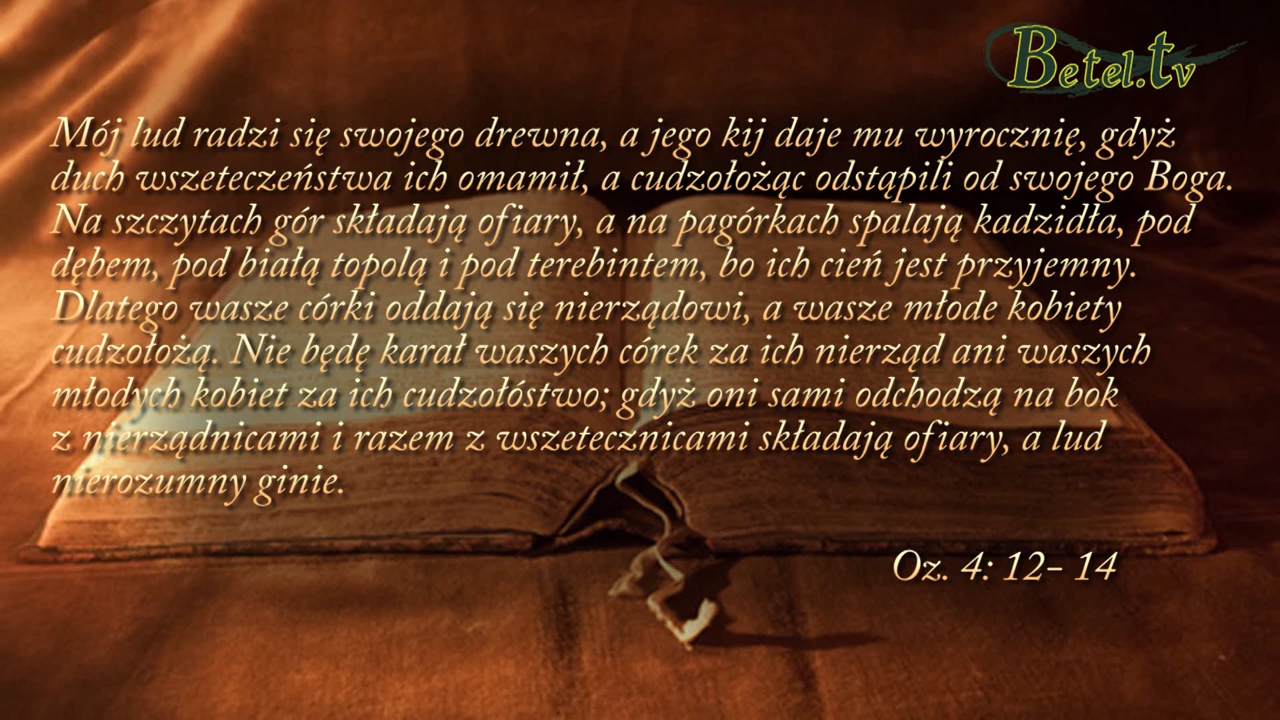 Betel.tv
Mój lud radzi się swojego drewna, a jego kij daje mu wyrocznię, gdyż
duch wszeteczeństwa ich omamił, a cudzołożąc odstąpili od swojego Boga.
Na szczytach gór składają ofiary, a na pagórkach spalają kadzidła, pod
dębem, pod białą topolą i pod terebintem, bo ich cień jest przyjemny.
Dlatego wasze córki oddają się nierządowi, a wasze młode kobiety
cudzołożą. Nie będę karał waszych córek za ich nierząd ani waszych
młodych kobiet za ich cudzołóstwo; gdyż oni sami odchodzą na bok
z nierządnicami i razem z wszetecznicami składają ofiary, a lud
nierozumny ginie.
Oz. 4: 12- 14